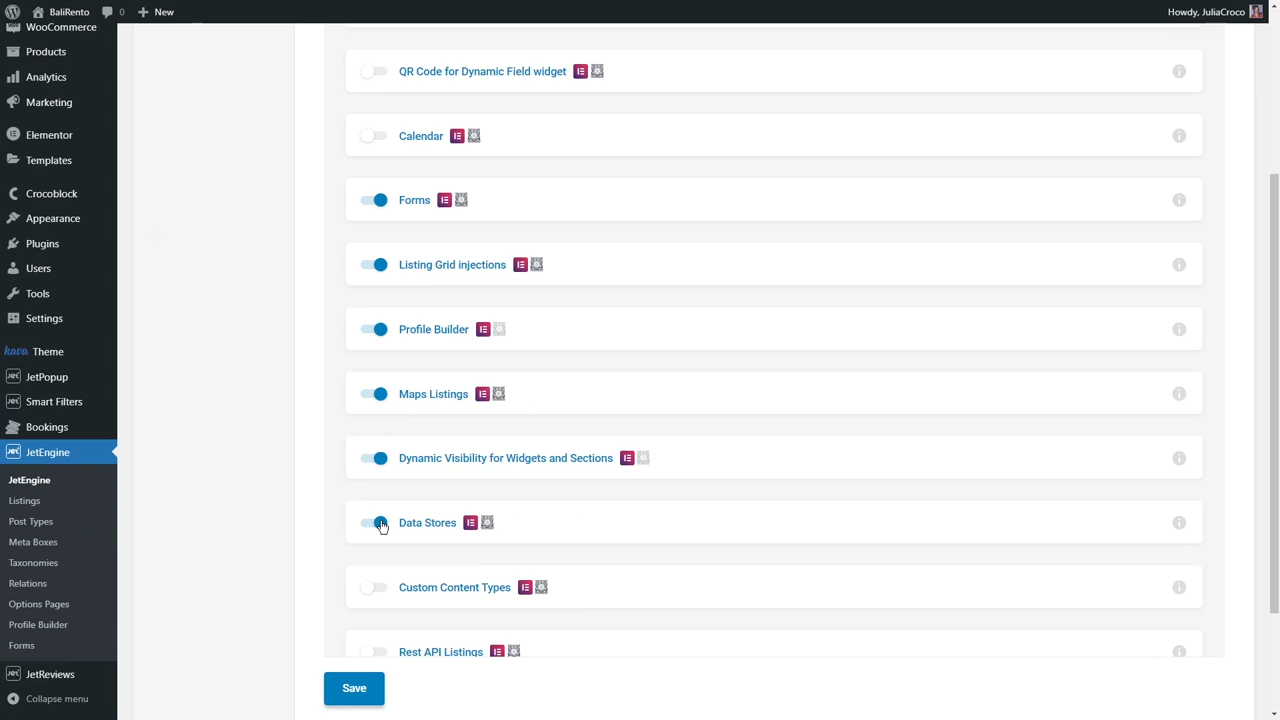 BaliRento
0
New
Howdy, JuliaCroco
WooCommerce
Products
Analytics
Marketing
Elementor
Templates
Crocoblock
Appearance
Plugins
Users
Tools
Settings
kava Theme
JetPopup
Smart Filters
Bookings
JetEngine
JetEngine
Listings
Post Types
Meta Boxes
Taxonomies
Relations
Options Pages
Profile Builder
Forms
JetReviews
Collapse menu
QR Code for Dynamic Field widget
Calendar
Forms
Listing Grid injections
Profile Builder
Maps Listings
Dynamic Visibility for Widgets and Sections
Data Stores
Custom Content Types
Rest API Listings
Save